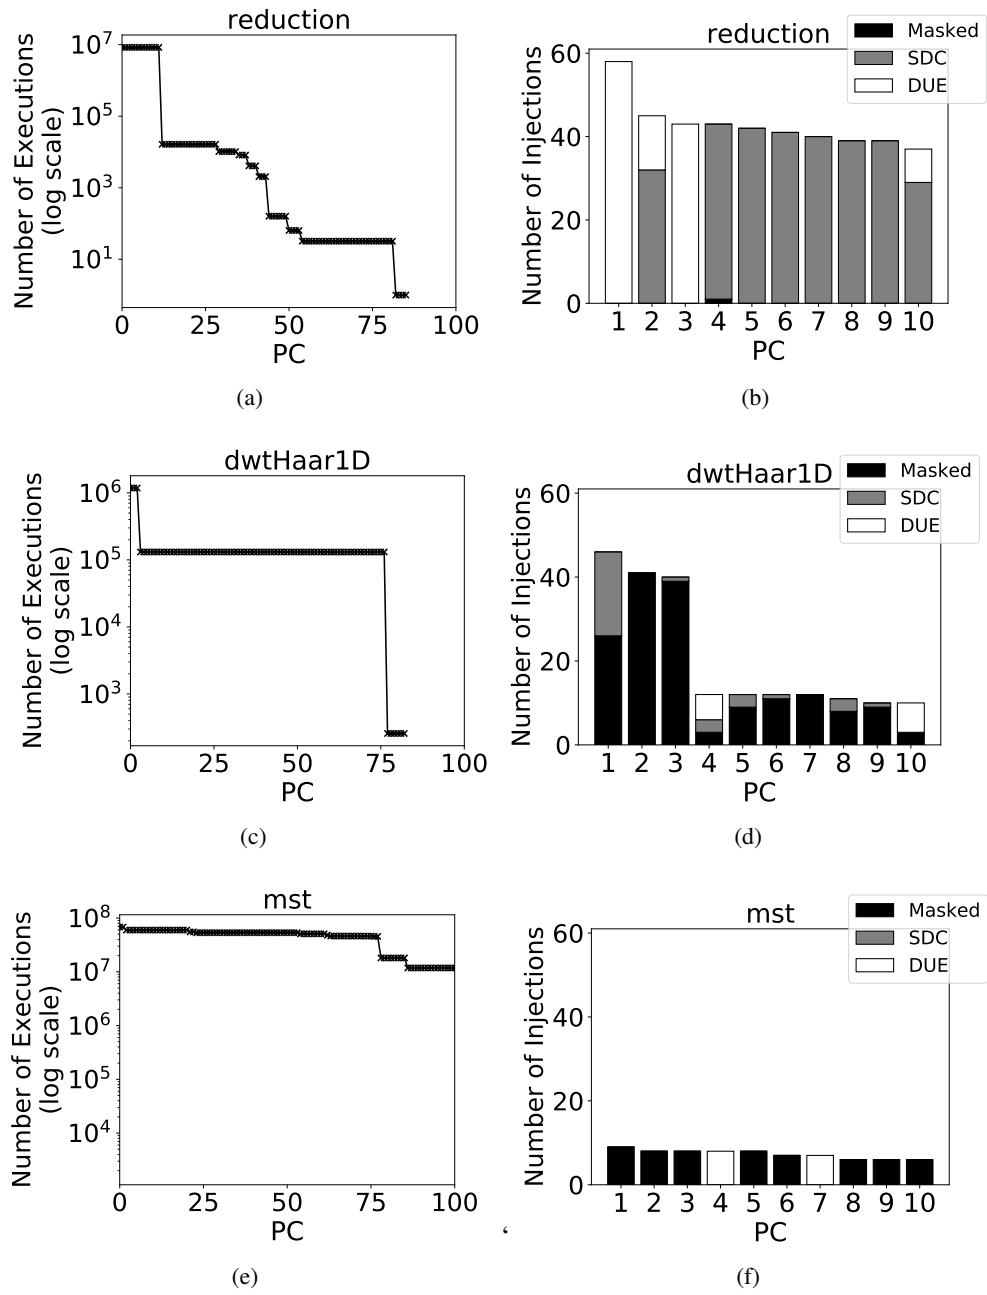 reduction
Number of Executions
(log scale)
10^7
10^5
10^3
10^1
0 25 50 75 100
PC
(a)
reduction
Masked
SDC
DUE
Number of Injections
60
40
20
0
1 2 3 4 5 6 7 8 9 10
PC
(b)
dwtHaar1D
Number of Executions
(log scale)
10^6
10^5
10^4
10^3
0 25 50 75 100
PC
(c)
dwtHaar1D
Masked
SDC
DUE
Number of Injections
60
40
20
0
1 2 3 4 5 6 7 8 9 10
PC
(d)
mst
Number of Executions
(log scale)
10^8
10^7
10^6
10^5
10^4
0 25 50 75 100
PC
(e)
‘
mst
Masked
SDC
DUE
Number of Injections
60
40
20
0
1 2 3 4 5 6 7 8 9 10
PC
(f)